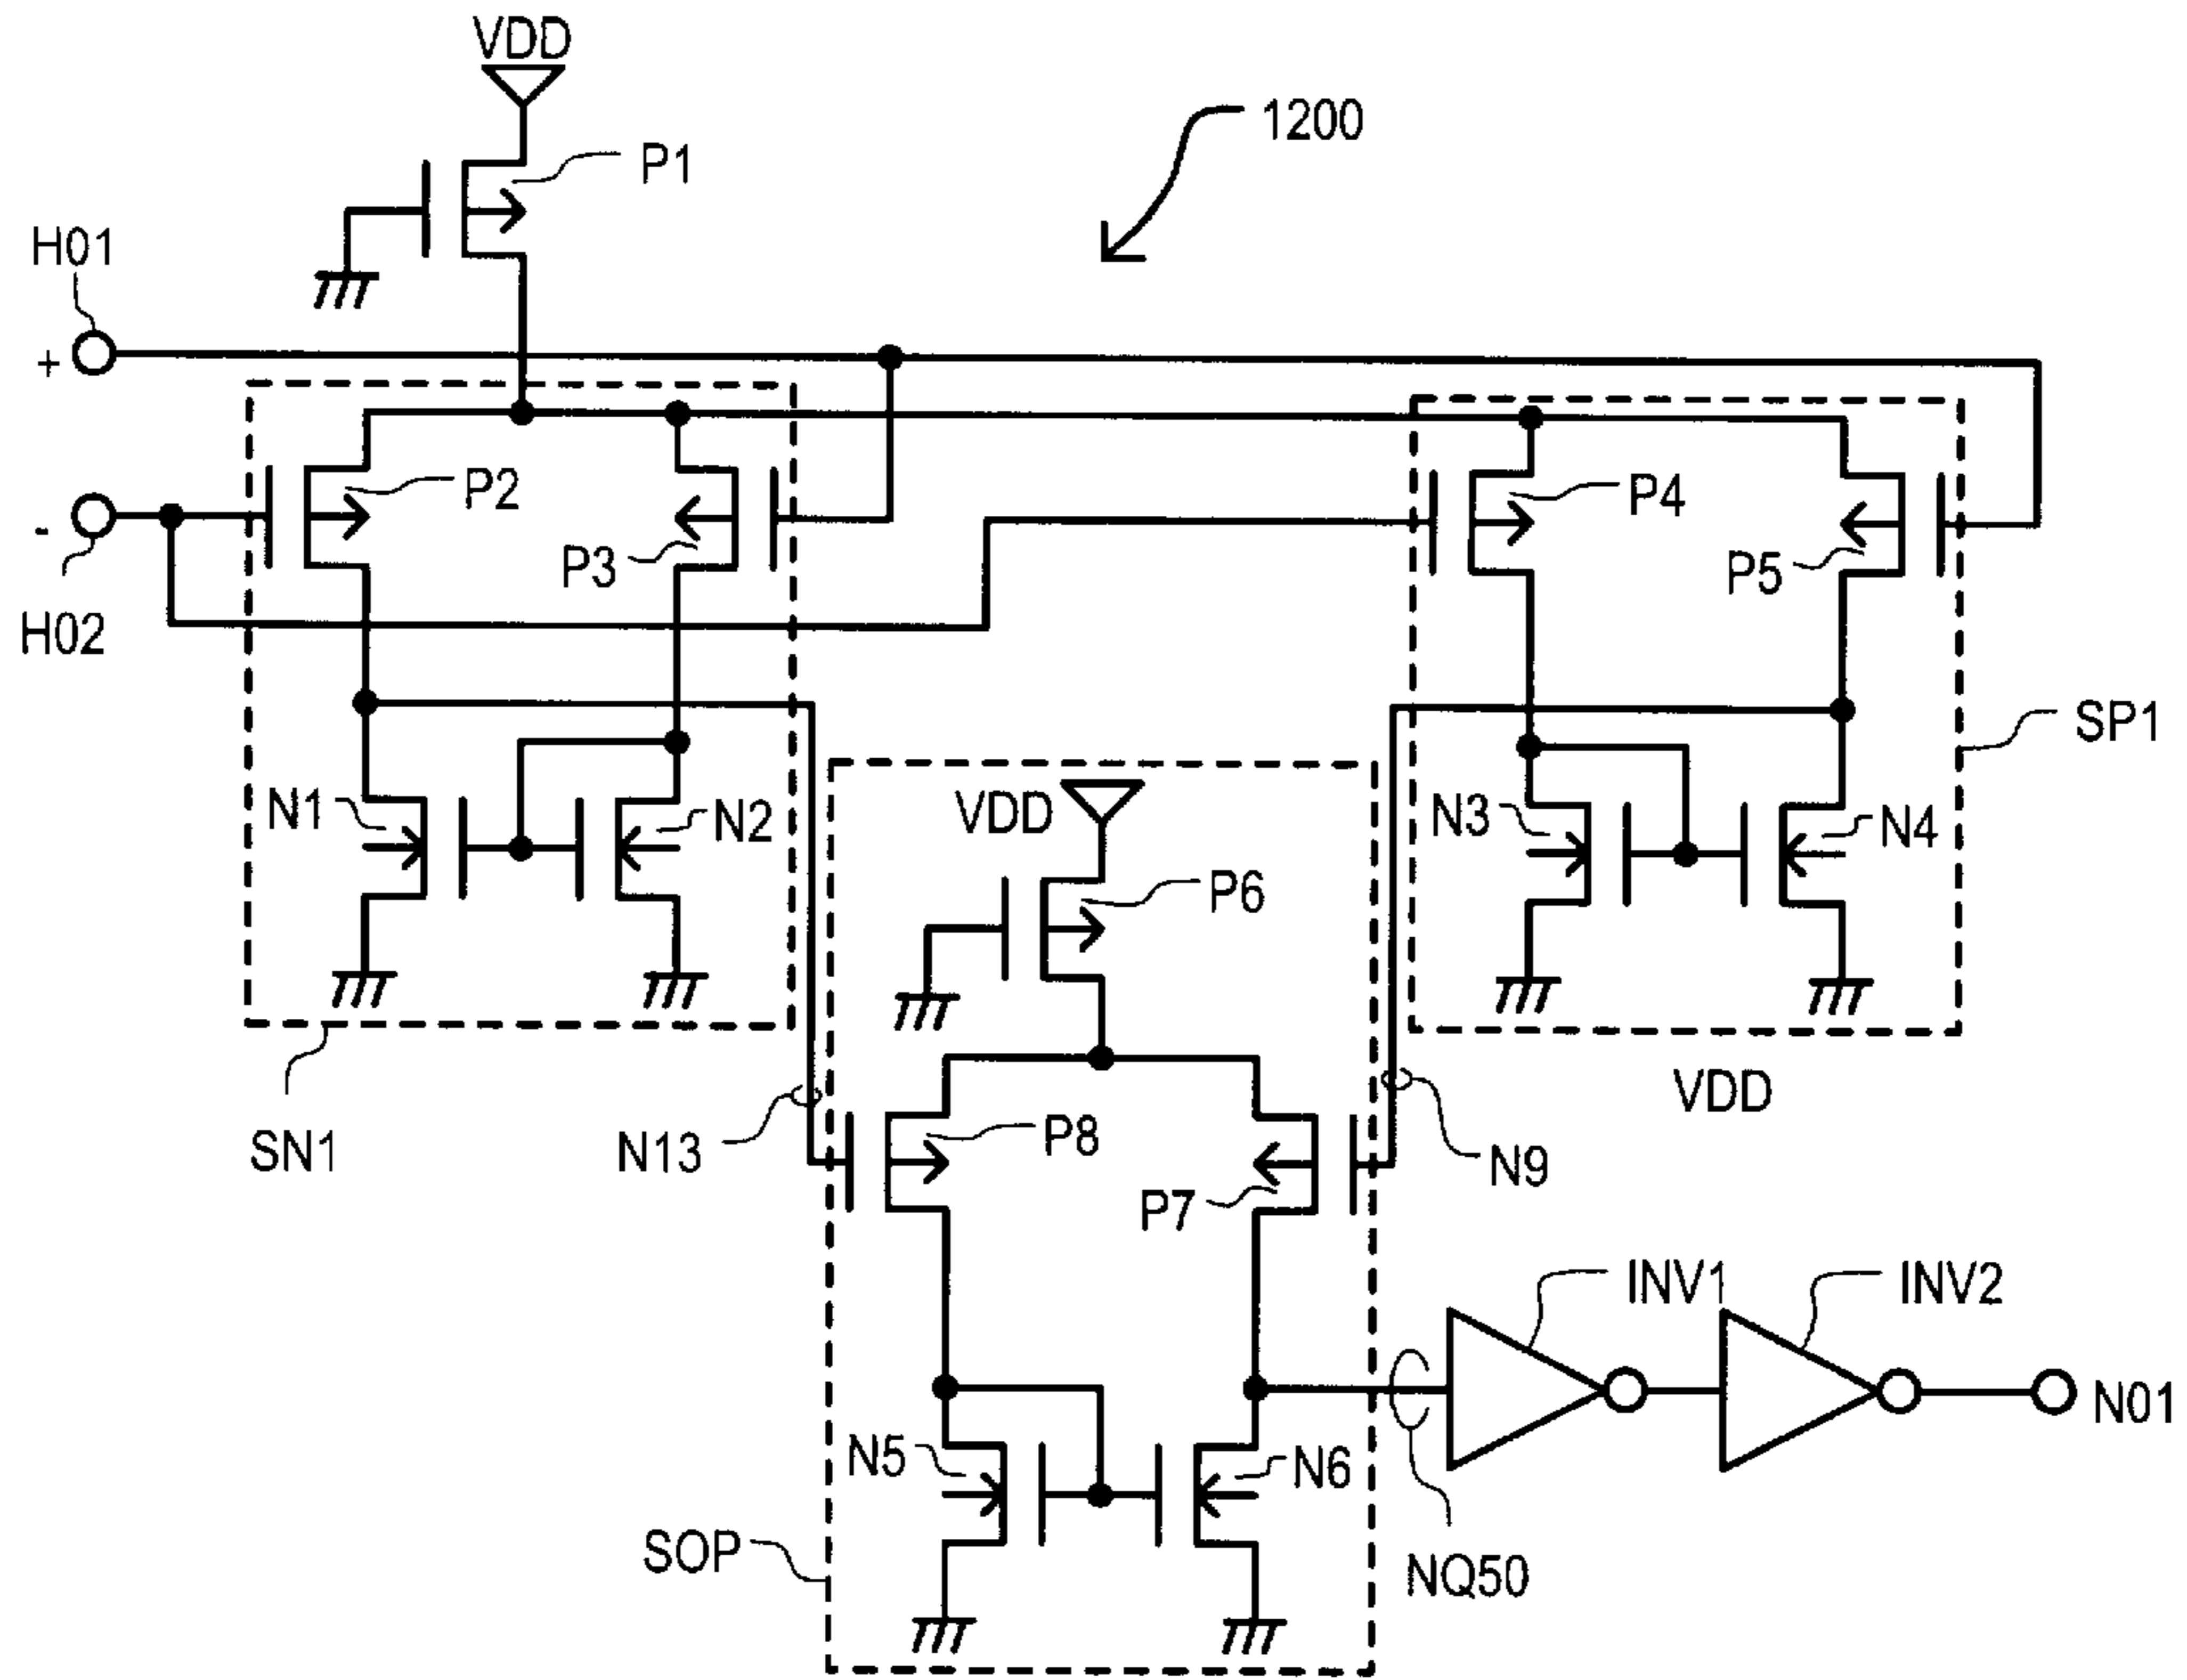 VDD
1200
P1
H01
+
P2
P4
-
P3
P5
H02
SP1
N1
N2
VDD
N3
N4
P6
VDD
SN1
N13
P8
N9
P7
INV1
INV2
N01
N5
N6
SOP
NQ50